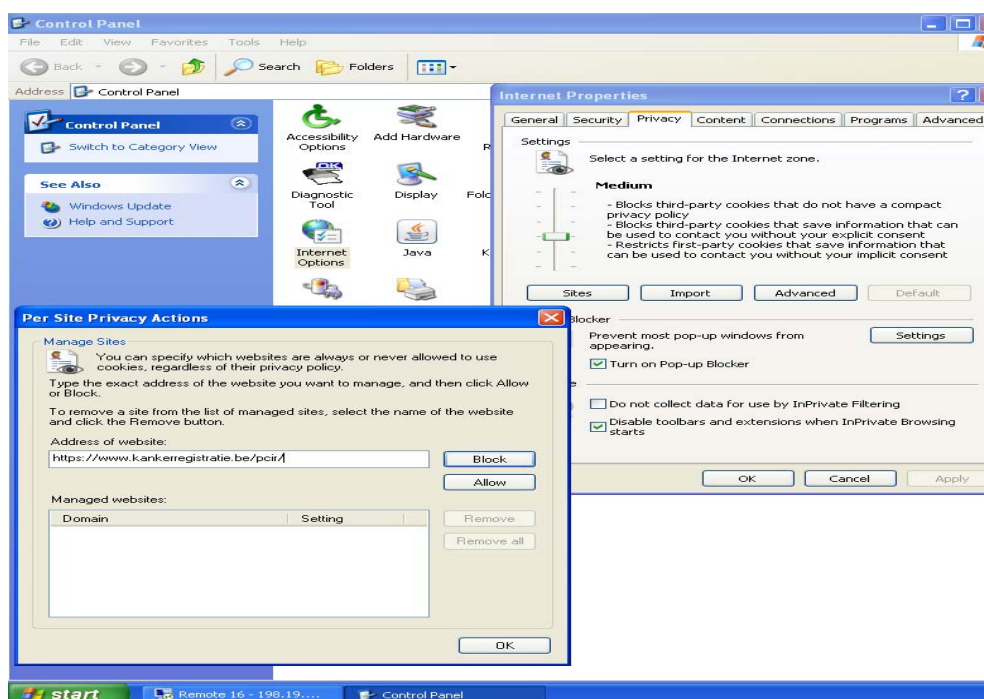 Control Panel
File Edit View Favorites Tools Help
Back Search Folders
Address Control Panel
Control Panel
Switch to Category View
See Also
Windows Update
Help and Support
Accessibility Options
Add Hardware
R
Diagnostic Tool
Display
Fold
Internet Options
Java
K
Internet Properties
General Security Privacy Content Connections Programs Advanced
Settings
Select a setting for the Internet zone.
Medium
- Blocks third-party cookies that do not have a compact
privacy policy
- Blocks third-party cookies that save information that can
be used to contact you without your explicit consent
- Restricts first-party cookies that save information that
can be used to contact you without your implicit consent
Sites Import Advanced Default
Blocker
Prevent most pop-up windows from
appearing.
Settings
Turn on Pop-up Blocker
Do not collect data for use by InPrivate Filtering
Disable toolbars and extensions when InPrivate Browsing
starts
OK Cancel Apply
Per Site Privacy Actions
Manage Sites
You can specify which websites are always or never allowed to use
cookies, regardless of their privacy policy.
Type the exact address of the website you want to manage, and then click Allow
or Block.
To remove a site from the list of managed sites, select the name of the website
and click the Remove button.
Address of website:
https://www.kankerregistratie.be/pcir/
Block
Allow
Managed websites:
Domain Setting
Remove
Remove all
OK
start Remote 16 - 198.19.... Control Panel